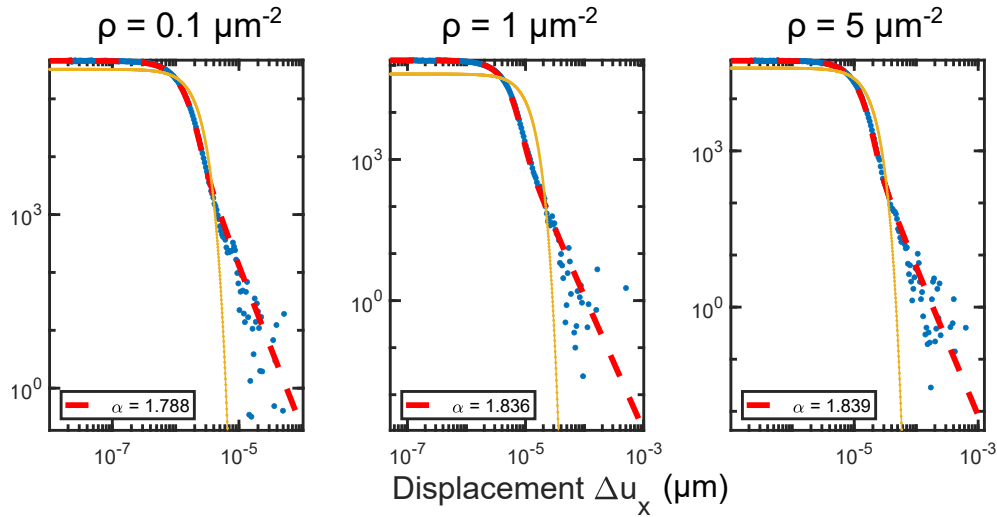 ρ = 0.1 μm⁻²
ρ = 1 μm⁻²
ρ = 5 μm⁻²
10³
10⁰
α = 1.788
10⁻⁷
10⁻⁵
10³
10⁰
α = 1.836
10⁻⁷
10⁻⁵
10⁻³
10³
10⁰
α = 1.839
10⁻⁵
10⁻³
Displacement Δuₓ (μm)